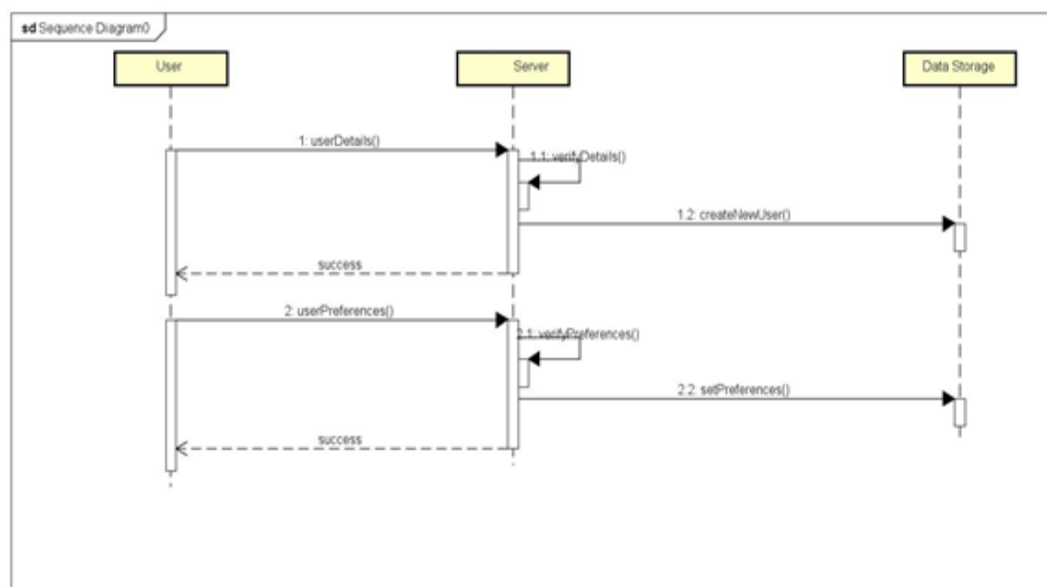 sd Sequence Diagram0
User
Server
Data Storage
1: userDetails()
1.1: verifyDetails()
1.2: createNewUser()
success
2: userPreferences()
2.1: verifyPreferences()
2.2: setPreferences()
success